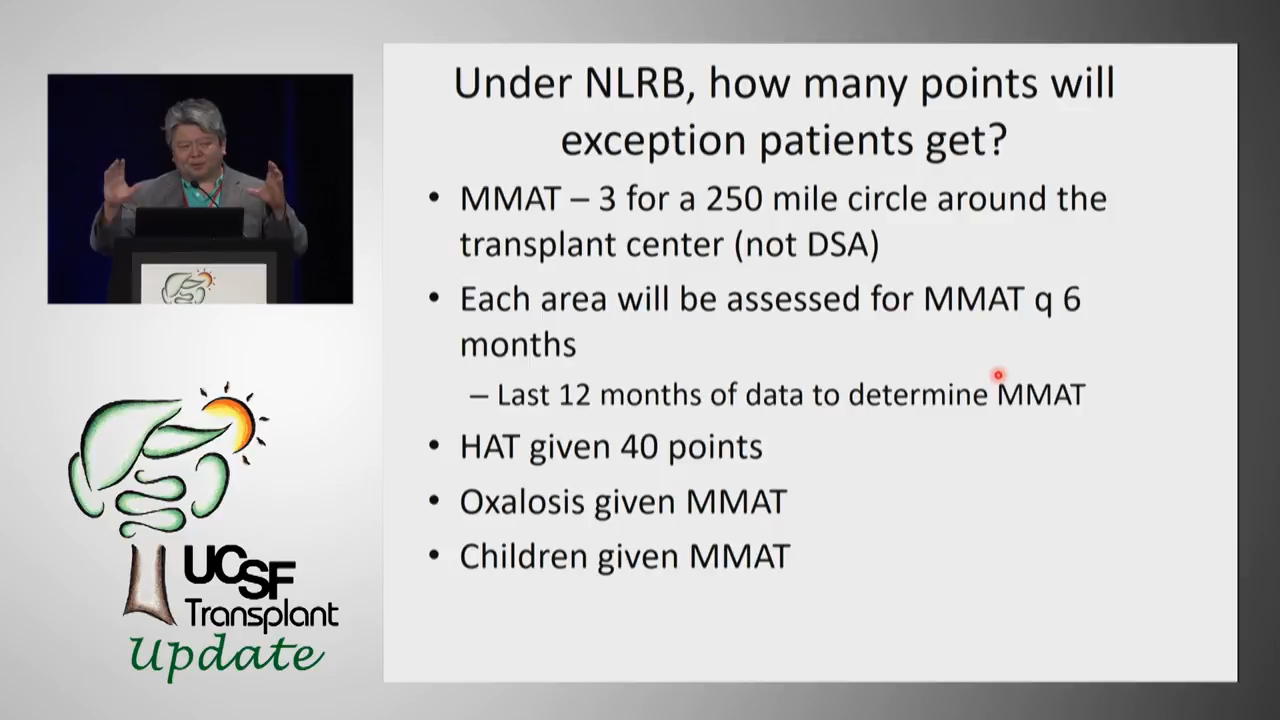 Under NLRB, how many points will
exception patients get?
• MMAT – 3 for a 250 mile circle around the
transplant center (not DSA)
• Each area will be assessed for MMAT q 6
months
– Last 12 months of data to determine MMAT
• HAT given 40 points
• Oxalosis given MMAT
• Children given MMAT
UCSF
Transplant
Update